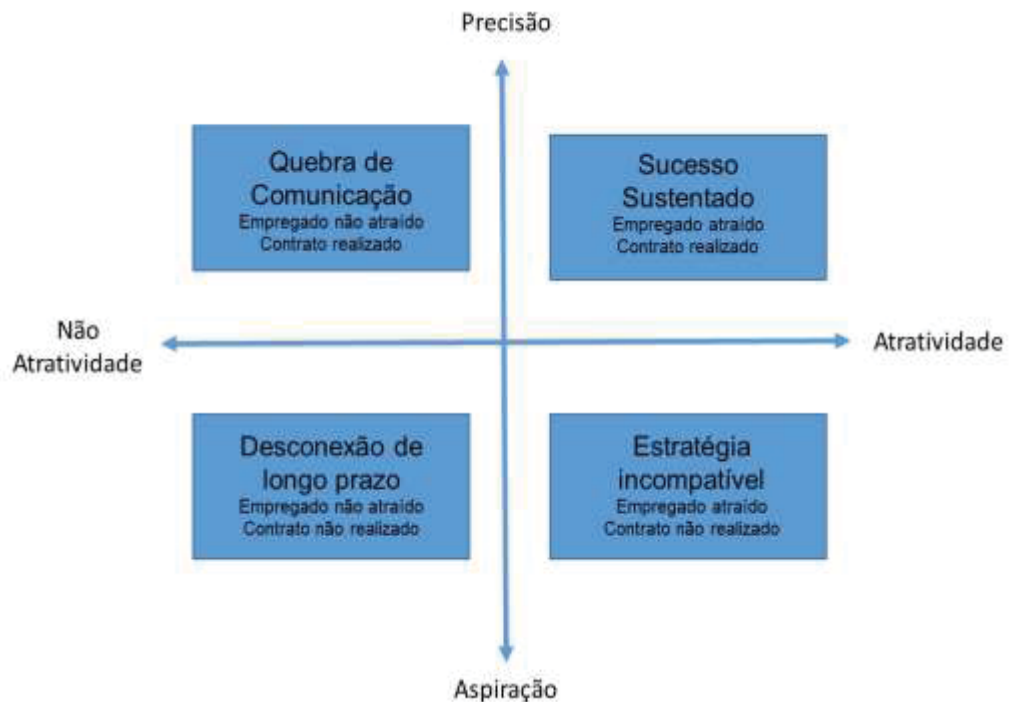 Precisão
Quebra de
Comunicação
Empregado não atraído
Contrato realizado
Sucesso
Sustentado
Empregado atraído
Contrato realizado
Não
Atratividade
Atratividade
Desconexão de
longo prazo
Empregado não atraído
Contrato não realizado
Estratégia
incompatível
Empregado atraído
Contrato não realizado
Aspiração